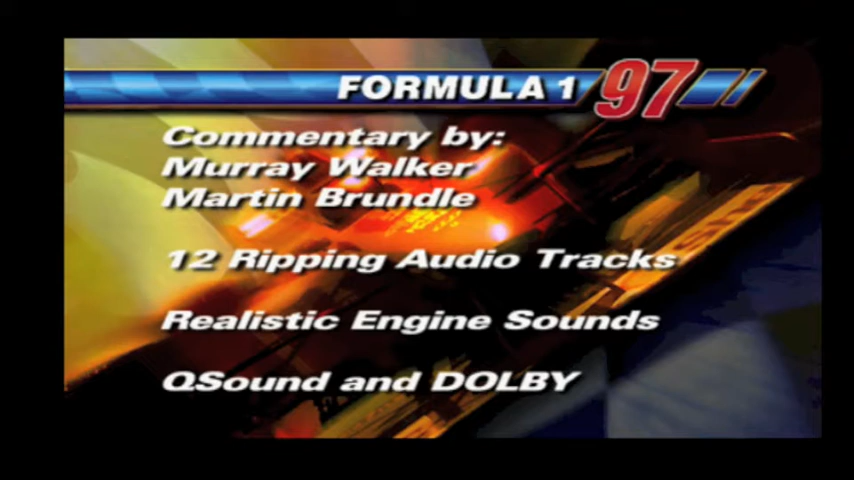 FORMULA 1 97
Commentary by:
Murray Walker
Martin Brundle
12 Ripping Audio Tracks
Realistic Engine Sounds
QSound and DOLBY